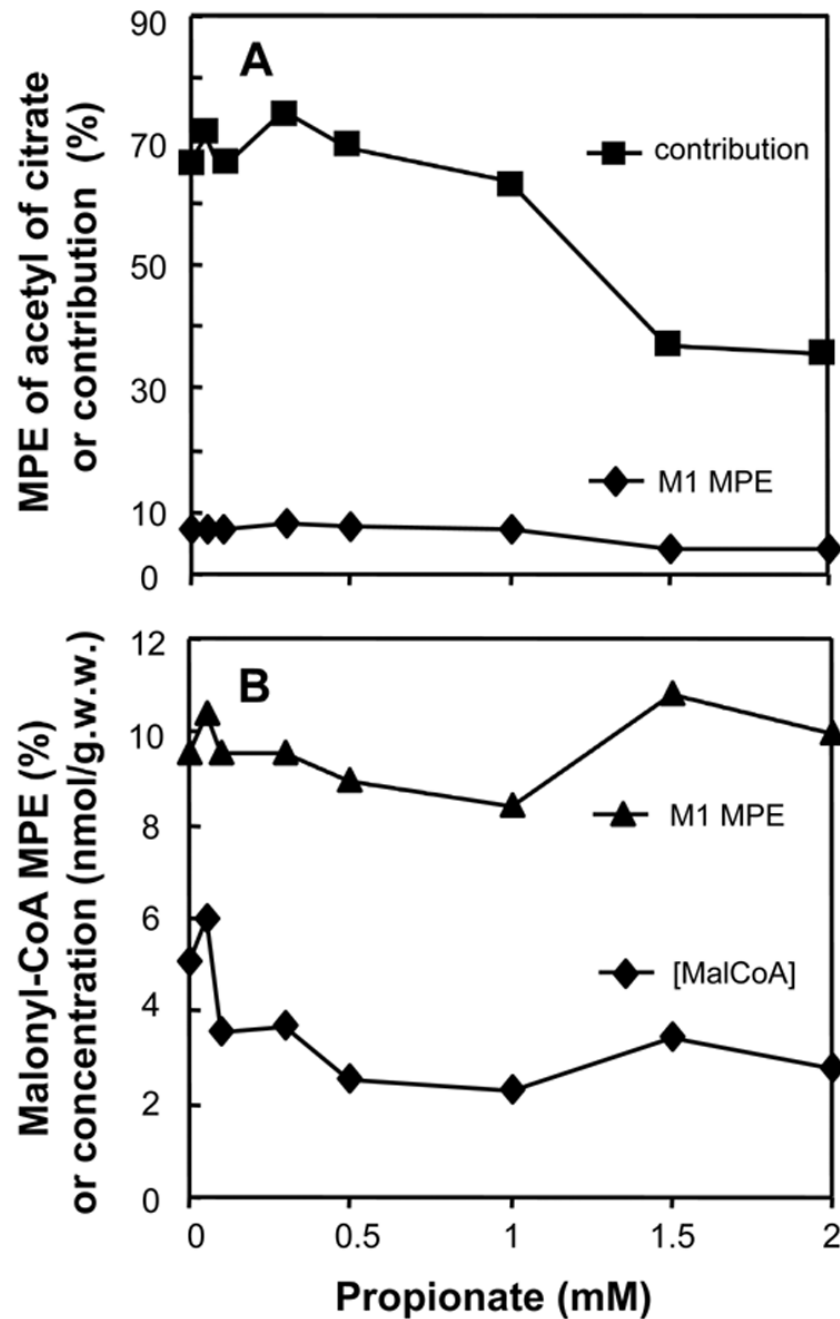 MPE of acetyl of citrate
or contribution (%)
90
70
50
30
10
0
A
contribution
M1 MPE
Malonyl-CoA MPE (%)
or concentration (nmol/g.w.w.)
12
10
8
6
4
2
0
B
M1 MPE
[MalCoA]
0 0.5 1 1.5 2
Propionate (mM)